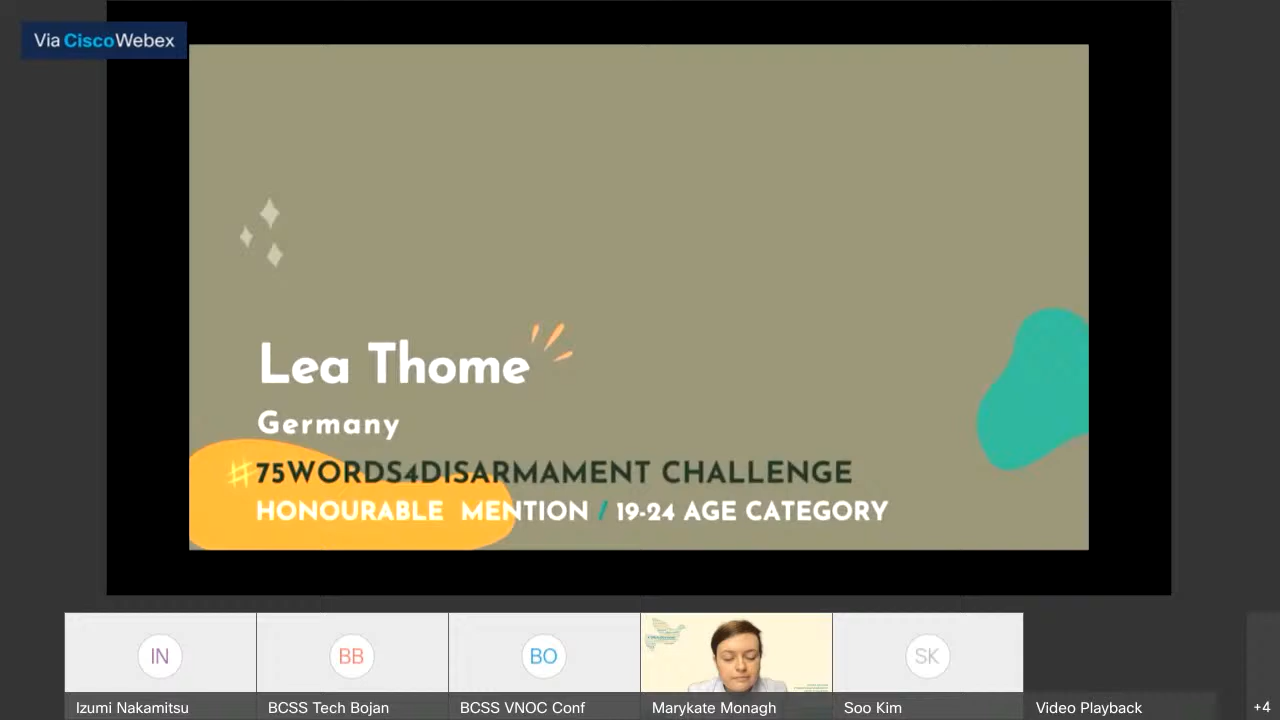 Via CiscoWebex
Lea Thome
Germany
#75WORDS4DISARMAMENT CHALLENGE
HONOURABLE MENTION / 19-24 AGE CATEGORY
IN
BB
BO
SK
Izumi Nakamitsu
BCSS Tech Bojan
BCSS VNOC Conf
Marykate Monagh
Soo Kim
Video Playback
+4